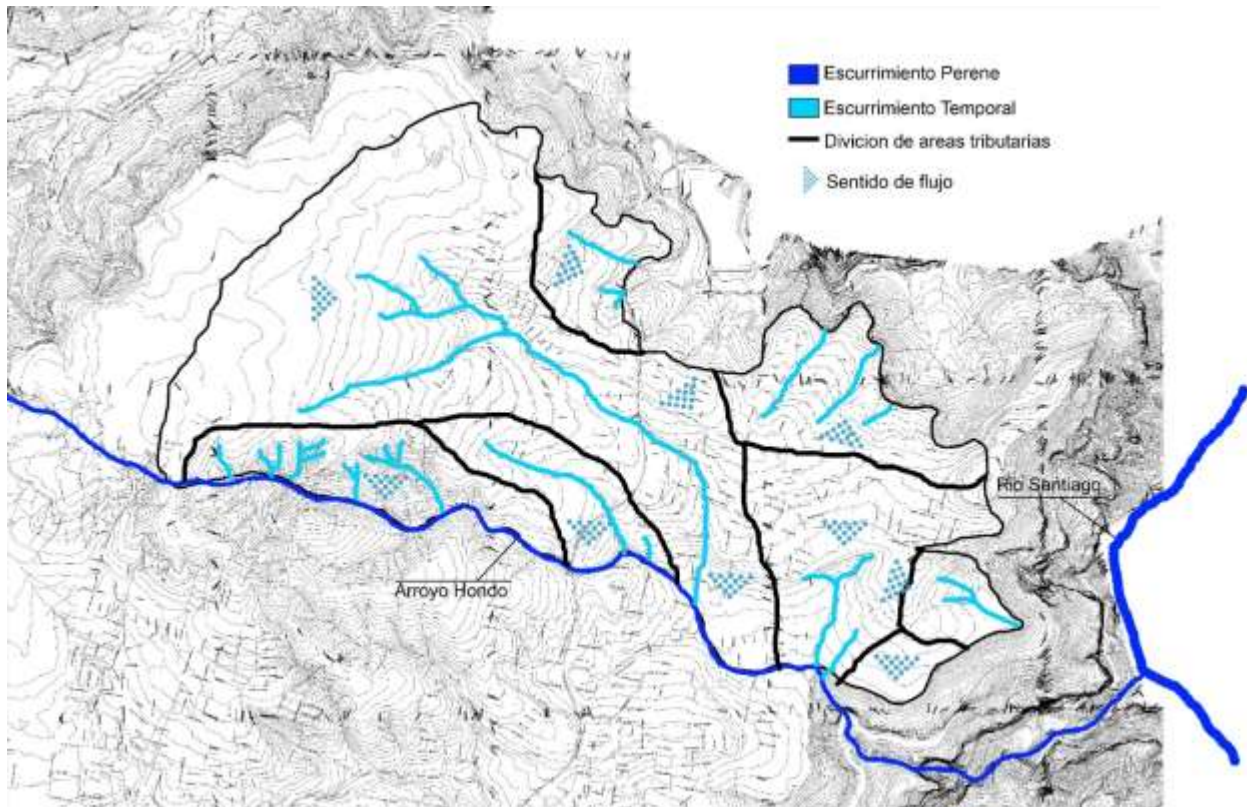 Escurrimiento Perene
Escurrimiento Temporal
Divicion de areas tributarias
Sentido de flujo
Rio Santiago
Arroyo Hondo